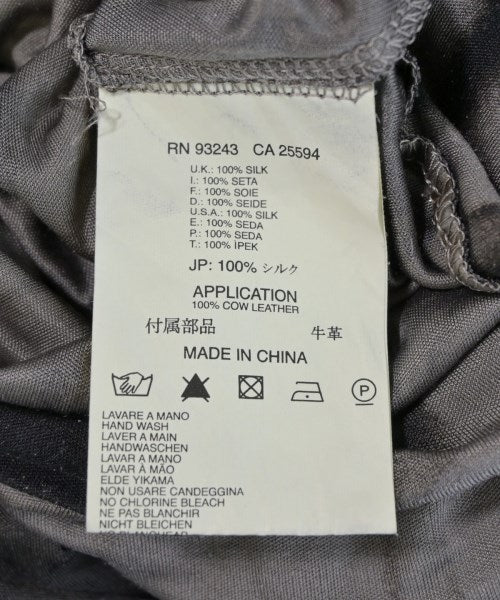 RN 93243 CA 25594
U.K.: 100% SILK
I.: 100% SETA
F.: 100% SOIE
D.: 100% SEIDE
U.S.A.: 100% SILK
E.: 100% SEDA
P.: 100% SEDA
T.: 100% İPEK
JP: 100% シルク
APPLICATION
100% COW LEATHER
付属部品 牛革
MADE IN CHINA
P
LAVARE A MANO
HAND WASH
LAVER A MAIN
HANDWASCHEN
LAVAR A MANO
LAVAR À MÃO
ELDE YIKAMA
NON USARE CANDEGGINA
NO CHLORINE BLEACH
NE PAS BLANCHIR
NICHT BLEICHEN
NO BLANQUEAR